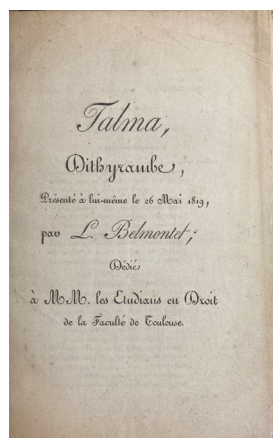 Talma,
Dithyrambe,
Présenté à lui-même le 26 Mai 1819,
par L. Belmontet;
Dédié
à MM. les Etudians en Droit
de la Faculté de Toulouse.